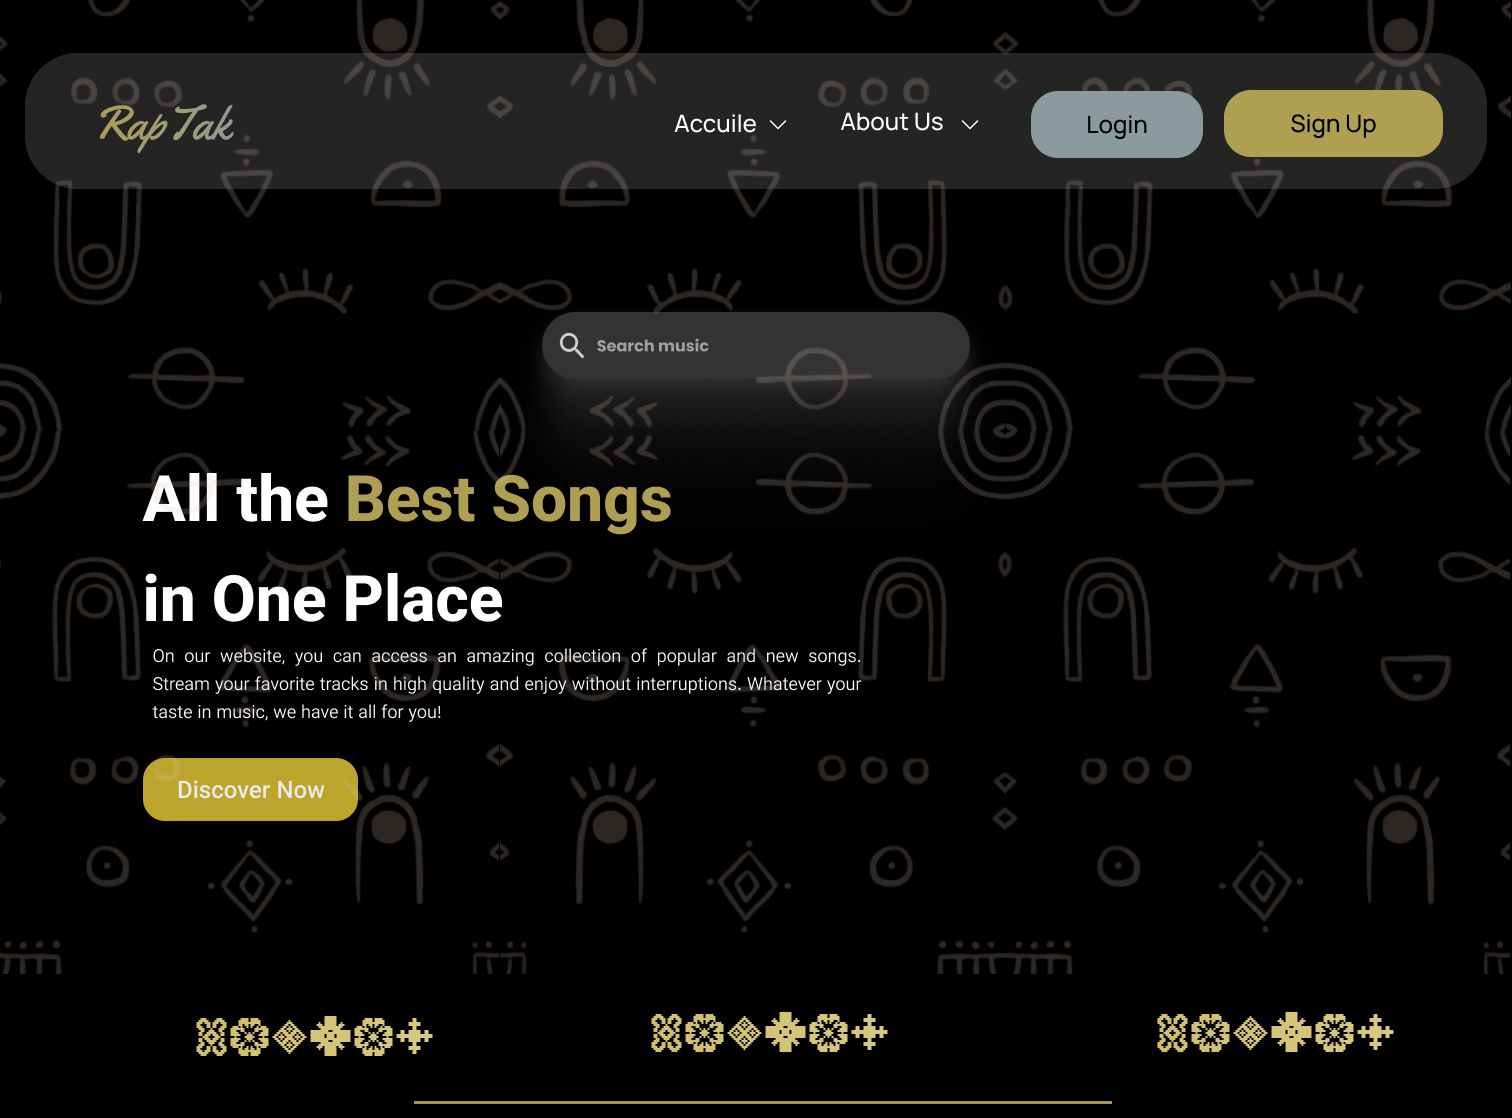 Rap Tak
Accuile
About Us
Login
Sign Up
Search music
All the Best Songs
in One Place
On our website, you can access an amazing collection of popular and new songs.
Stream your favorite tracks in high quality and enjoy without interruptions. Whatever your
taste in music, we have it all for you!
Discover Now